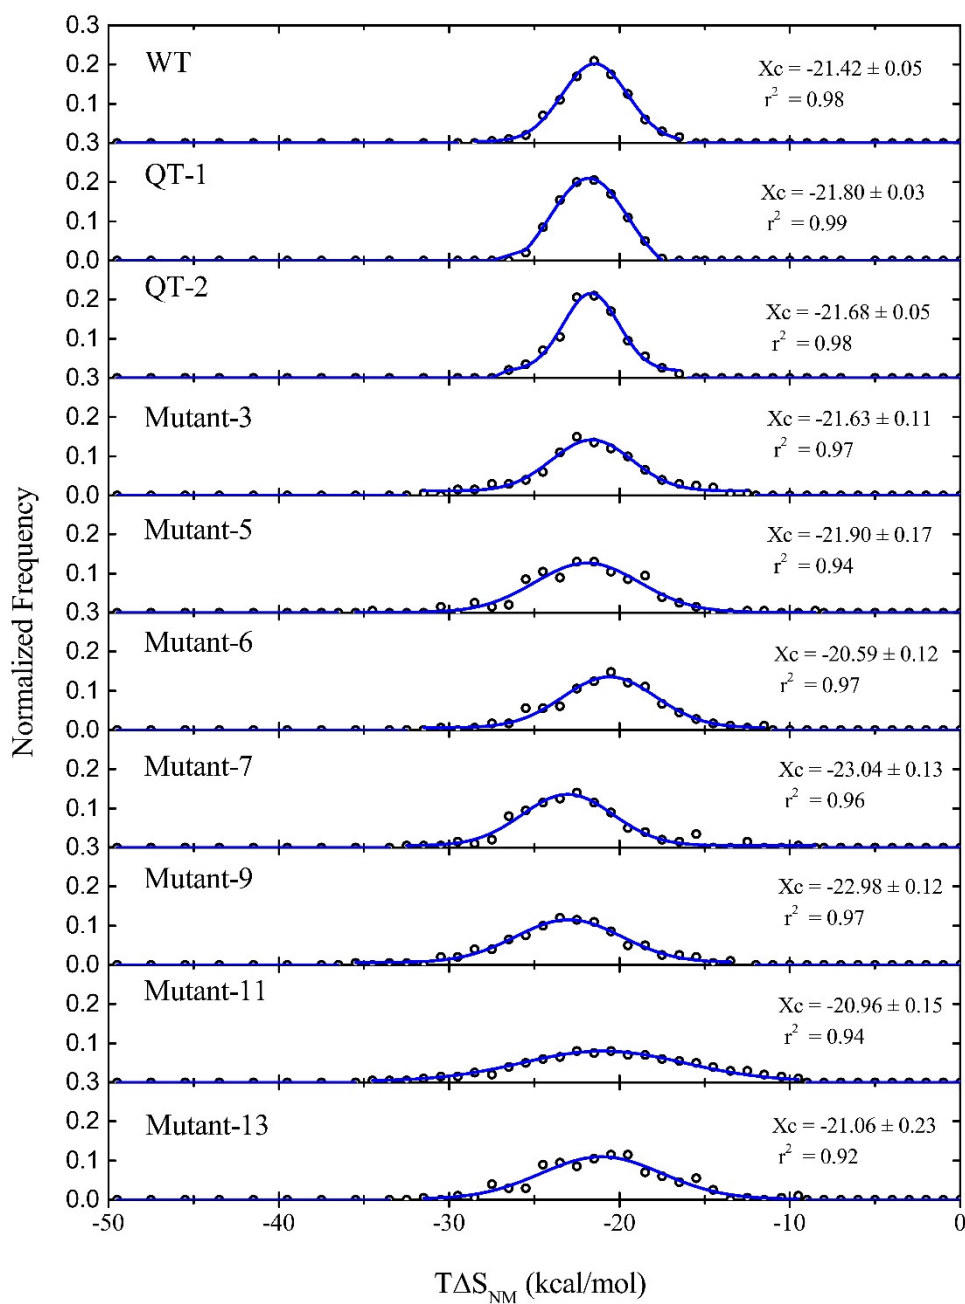 Normalized Frequency
0.3
0.2
0.1
WT
Xc = -21.42 ± 0.05
r² = 0.98
0.3
0.2
0.1
0.0
QT-1
Xc = -21.80 ± 0.03
r² = 0.99
0.2
0.1
QT-2
Xc = -21.68 ± 0.05
r² = 0.98
0.3
0.2
0.1
0.0
Mutant-3
Xc = -21.63 ± 0.11
r² = 0.97
0.2
0.1
Mutant-5
Xc = -21.90 ± 0.17
r² = 0.94
0.3
0.2
0.1
0.0
Mutant-6
Xc = -20.59 ± 0.12
r² = 0.97
0.2
0.1
Mutant-7
Xc = -23.04 ± 0.13
r² = 0.96
0.3
0.2
0.1
0.0
Mutant-9
Xc = -22.98 ± 0.12
r² = 0.97
0.2
0.1
Mutant-11
Xc = -20.96 ± 0.15
r² = 0.94
0.3
0.2
0.1
0.0
Mutant-13
Xc = -21.06 ± 0.23
r² = 0.92
-50 -40 -30 -20 -10 0
TΔS_NM (kcal/mol)